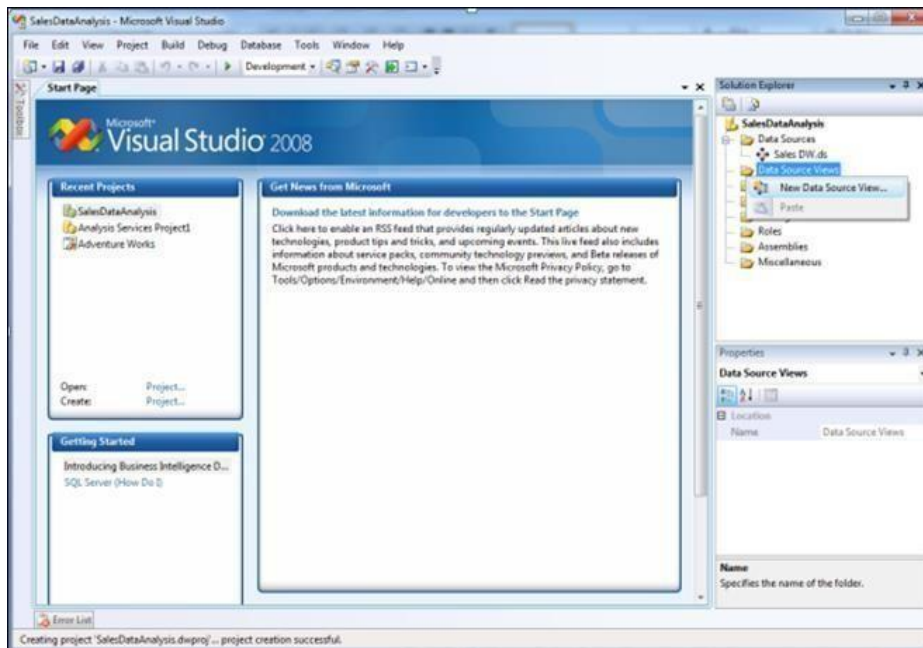 SalesDataAnalysis - Microsoft Visual Studio
File Edit View Project Build Debug Database Tools Window Help
Development
Toolbox
Start Page
Microsoft
Visual Studio 2008
Recent Projects
SalesDataAnalysis
Analysis Services Project1
Adventure Works
Open: Project...
Create: Project...
Getting Started
Introducing Business Intelligence D...
SQL Server (How Do I)
Get News from Microsoft
Download the latest information for developers to the Start Page
Click here to enable an RSS feed that provides regularly updated articles about new
technologies, product tips and tricks, and upcoming events. This live feed also includes
information about service packs, community technology previews, and Beta releases of
Microsoft products and technologies. To view the Microsoft Privacy Policy, go to
Tools/Options/Environment/Help/Online and then click Read the privacy statement.
Solution Explorer
SalesDataAnalysis
Data Sources
Sales DW.ds
Data Source Views
New Data Source View...
Paste
Roles
Assemblies
Miscellaneous
Properties
Data Source Views
Location
Name Data Source Views
Name
Specifies the name of the folder.
Error List
Creating project 'SalesDataAnalysis.dwproj'... project creation successful.